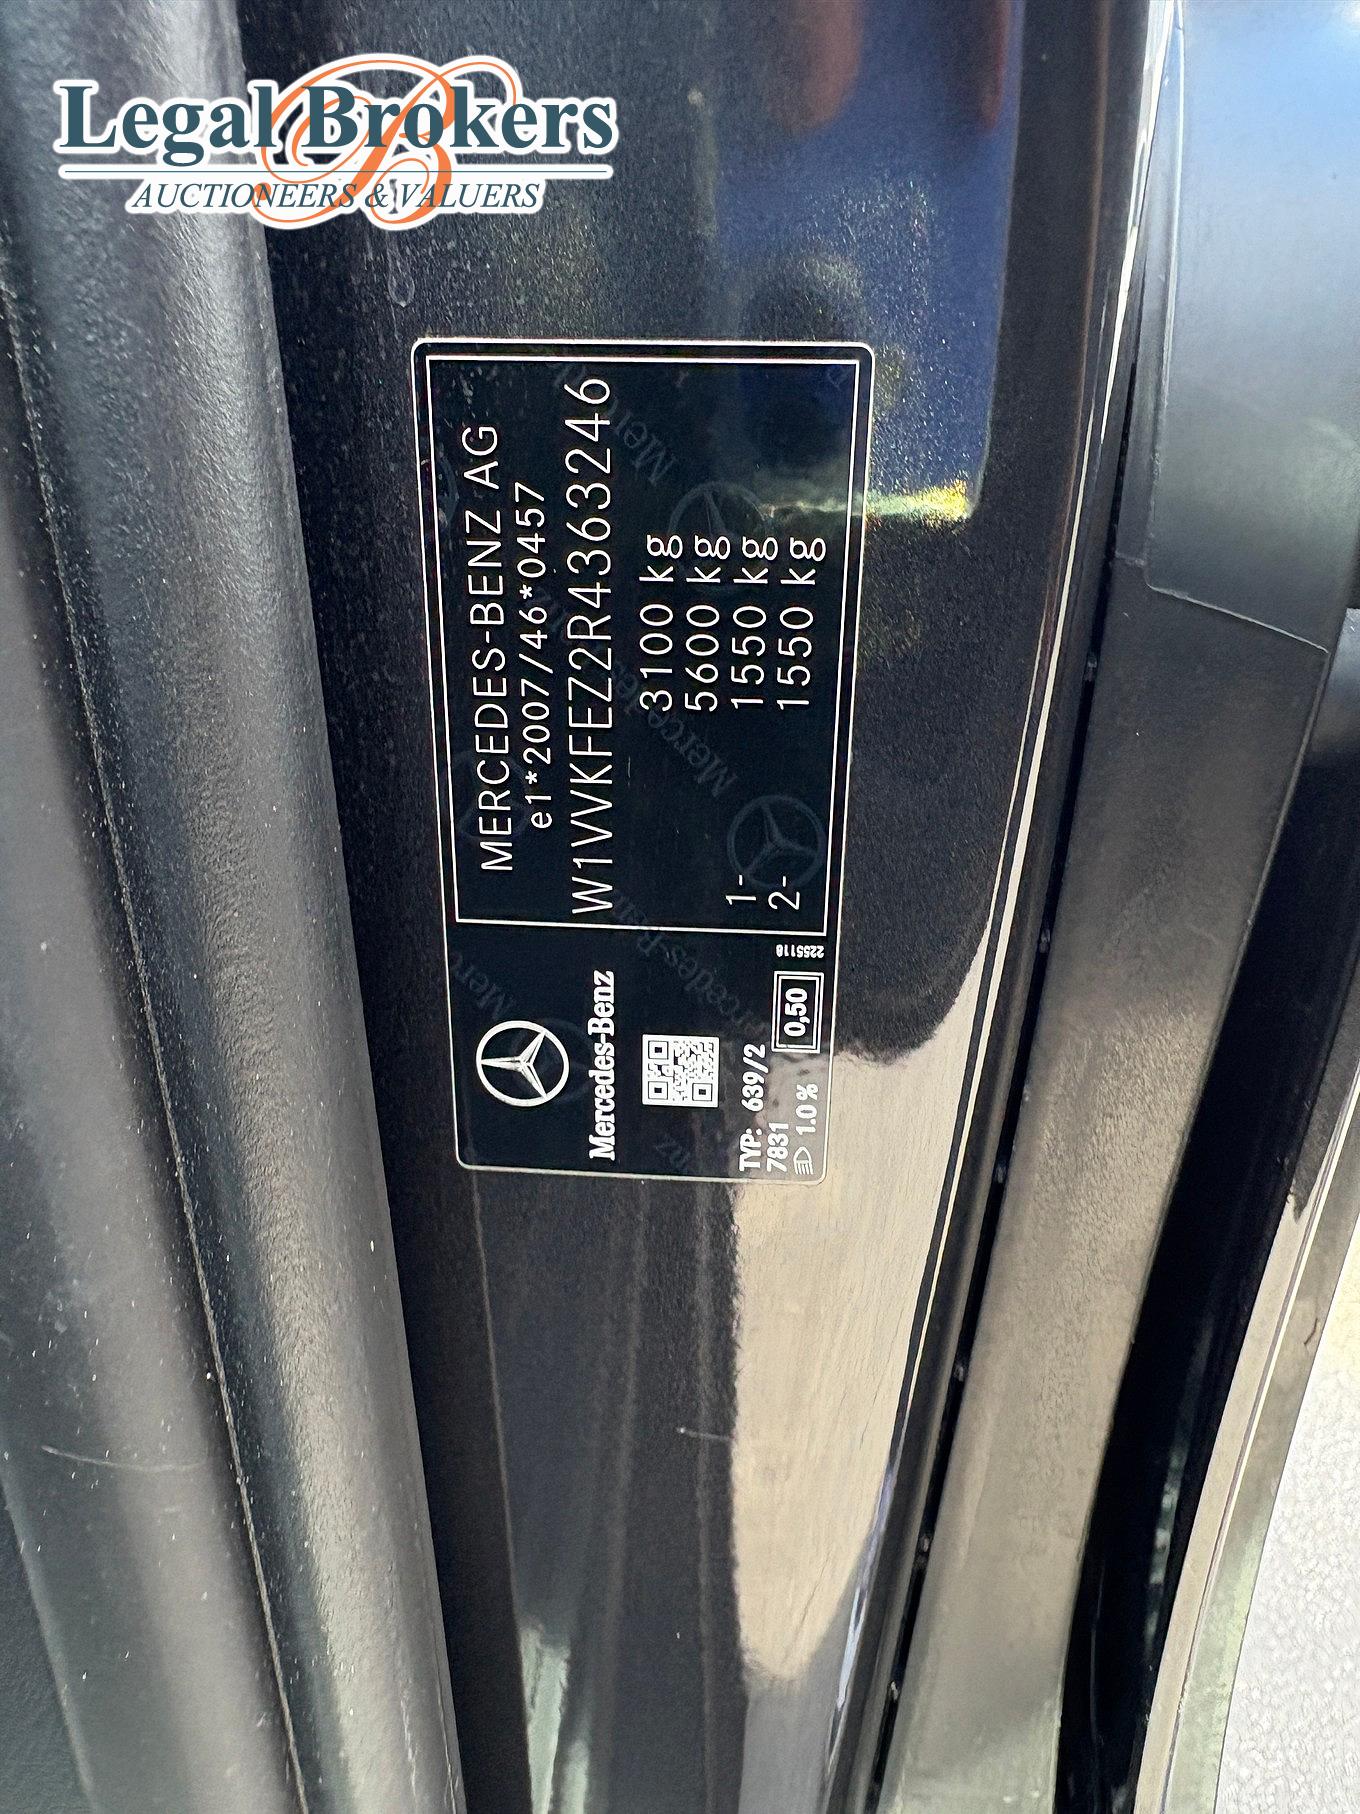 Legal Brokers
AUCTIONEERS & VALUERS
MERCEDES-BENZ AG
e1*2007/46*0457
W1VVKFEZ2R4363246
3100 kg
5600 kg
1- 1550 kg
2- 1550 kg
Mercedes-Benz
TYP: 639/2
7831
1.0 %
0,50
2255118